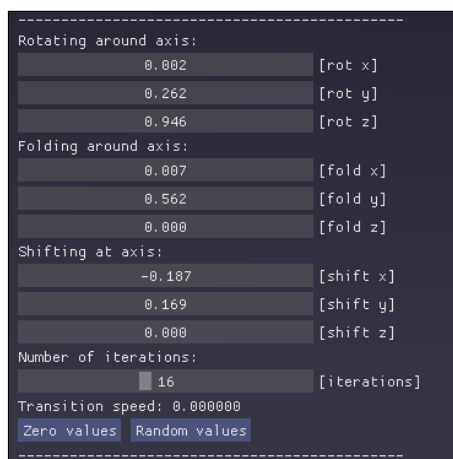 --------------------------------------------
Rotating around axis:
0.002 [rot x]
0.262 [rot y]
0.946 [rot z]
Folding around axis:
0.007 [fold x]
0.562 [fold y]
0.000 [fold z]
Shifting at axis:
-0.187 [shift x]
0.169 [shift y]
0.000 [shift z]
Number of iterations:
16 [iterations]
Transition speed: 0.000000
Zero values Random values
--------------------------------------------